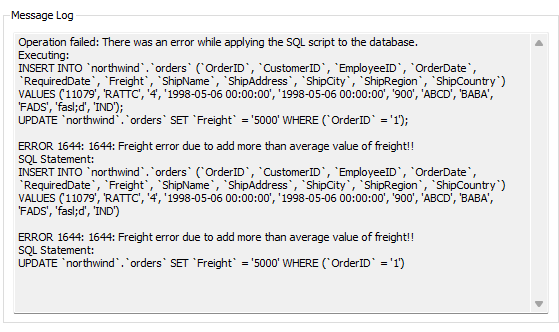 Message Log
Operation failed: There was an error while applying the SQL script to the database.
Executing:
INSERT INTO `northwind`.`orders` (`OrderID`, `CustomerID`, `EmployeeID`, `OrderDate`,
`RequiredDate`, `Freight`, `ShipName`, `ShipAddress`, `ShipCity`, `ShipRegion`, `ShipCountry`)
VALUES ('11079', 'RATTC', '4', '1998-05-06 00:00:00', '1998-05-06 00:00:00', '900', 'ABCD', 'BABA',
'FADS', 'fasl;d', 'IND');
UPDATE `northwind`.`orders` SET `Freight` = '5000' WHERE (`OrderID` = '1');
ERROR 1644: 1644: Freight error due to add more than average value of freight!!
SQL Statement:
INSERT INTO `northwind`.`orders` (`OrderID`, `CustomerID`, `EmployeeID`, `OrderDate`,
`RequiredDate`, `Freight`, `ShipName`, `ShipAddress`, `ShipCity`, `ShipRegion`, `ShipCountry`)
VALUES ('11079', 'RATTC', '4', '1998-05-06 00:00:00', '1998-05-06 00:00:00', '900', 'ABCD', 'BABA',
'FADS', 'fasl;d', 'IND')
ERROR 1644: 1644: Freight error due to add more than average value of freight!!
SQL Statement:
UPDATE `northwind`.`orders` SET `Freight` = '5000' WHERE (`OrderID` = '1')